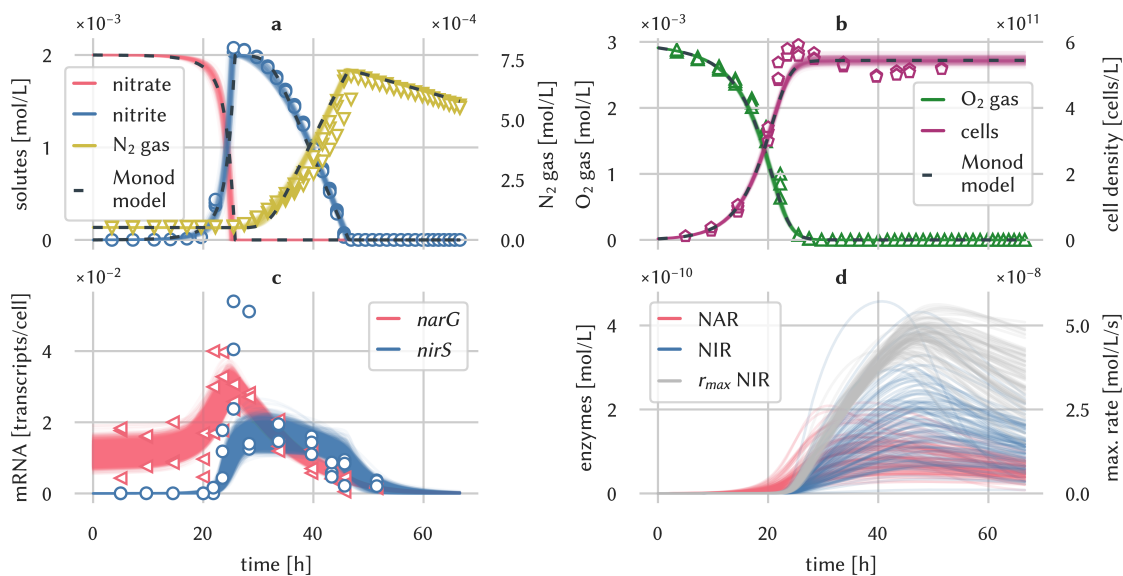 ×10⁻³
a
×10⁻⁴
solutes [mol/L]
2
1
0
nitrate
nitrite
N₂ gas
Monod
model
7.5
5.0
2.5
0.0
N₂ gas [mol/L]
×10⁻³
b
×10¹¹
O₂ gas [mol/L]
3
2
1
0
O₂ gas
cells
Monod
model
6
4
2
0
cell density [cells/L]
×10⁻²
c
mRNA [transcripts/cell]
4
2
0
narG
nirS
0
20
40
60
time [h]
×10⁻¹⁰
d
×10⁻⁸
enzymes [mol/L]
4
2
0
NAR
NIR
rmax NIR
5.0
2.5
0.0
max. rate [mol/L/s]
0
20
40
60
time [h]